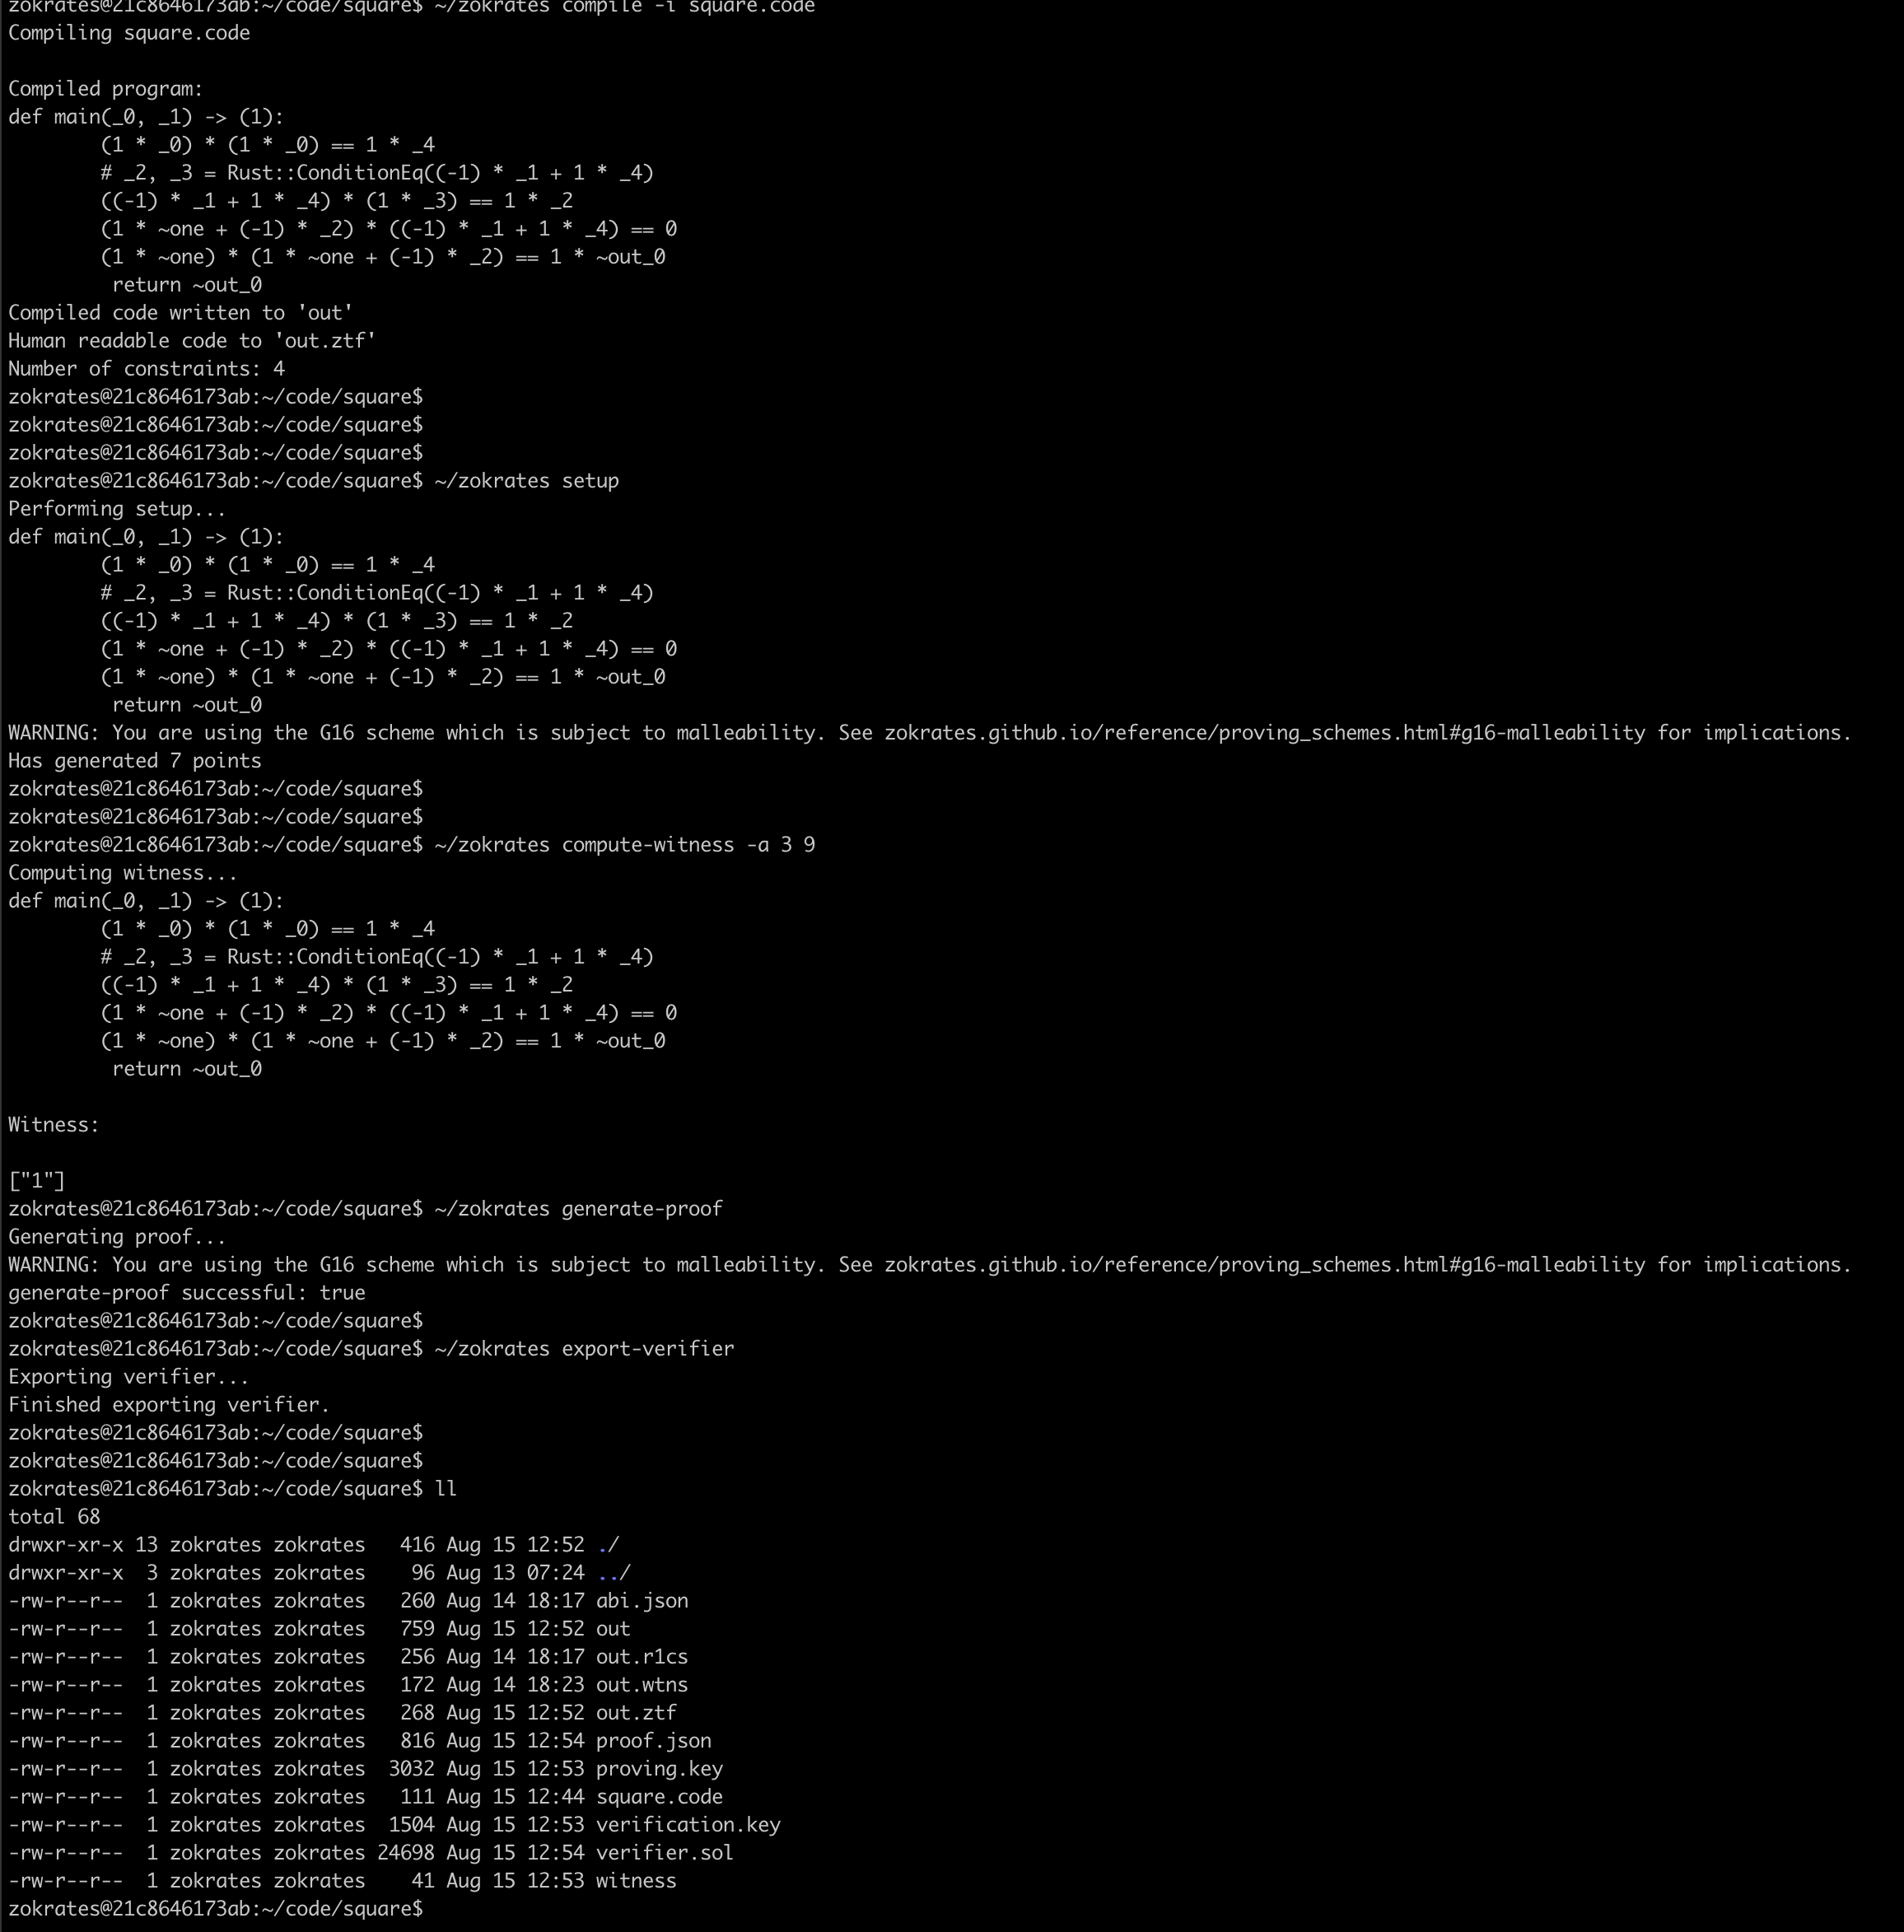 zokrates@21c8646173ab:~/code/square$ ~/zokrates compile -i square.code
Compiling square.code
Compiled program:
def main(_0, _1) -> (1):
(1 * _0) * (1 * _0) == 1 * _4
# _2, _3 = Rust::ConditionEq((-1) * _1 + 1 * _4)
((-1) * _1 + 1 * _4) * (1 * _3) == 1 * _2
(1 * ~one + (-1) * _2) * ((-1) * _1 + 1 * _4) == 0
(1 * ~one) * (1 * ~one + (-1) * _2) == 1 * ~out_0
return ~out_0
Compiled code written to 'out'
Human readable code to 'out.ztf'
Number of constraints: 4
zokrates@21c8646173ab:~/code/square$
zokrates@21c8646173ab:~/code/square$
zokrates@21c8646173ab:~/code/square$
zokrates@21c8646173ab:~/code/square$ ~/zokrates setup
Performing setup...
def main(_0, _1) -> (1):
(1 * _0) * (1 * _0) == 1 * _4
# _2, _3 = Rust::ConditionEq((-1) * _1 + 1 * _4)
((-1) * _1 + 1 * _4) * (1 * _3) == 1 * _2
(1 * ~one + (-1) * _2) * ((-1) * _1 + 1 * _4) == 0
(1 * ~one) * (1 * ~one + (-1) * _2) == 1 * ~out_0
return ~out_0
WARNING: You are using the G16 scheme which is subject to malleability. See zokrates.github.io/reference/proving_schemes.html#g16-malleability for implications.
Has generated 7 points
zokrates@21c8646173ab:~/code/square$
zokrates@21c8646173ab:~/code/square$
zokrates@21c8646173ab:~/code/square$ ~/zokrates compute-witness -a 3 9
Computing witness...
def main(_0, _1) -> (1):
(1 * _0) * (1 * _0) == 1 * _4
# _2, _3 = Rust::ConditionEq((-1) * _1 + 1 * _4)
((-1) * _1 + 1 * _4) * (1 * _3) == 1 * _2
(1 * ~one + (-1) * _2) * ((-1) * _1 + 1 * _4) == 0
(1 * ~one) * (1 * ~one + (-1) * _2) == 1 * ~out_0
return ~out_0
Witness:
["1"]
zokrates@21c8646173ab:~/code/square$ ~/zokrates generate-proof
Generating proof...
WARNING: You are using the G16 scheme which is subject to malleability. See zokrates.github.io/reference/proving_schemes.html#g16-malleability for implications.
generate-proof successful: true
zokrates@21c8646173ab:~/code/square$
zokrates@21c8646173ab:~/code/square$ ~/zokrates export-verifier
Exporting verifier...
Finished exporting verifier.
zokrates@21c8646173ab:~/code/square$
zokrates@21c8646173ab:~/code/square$
zokrates@21c8646173ab:~/code/square$ ll
total 68
drwxr-xr-x 13 zokrates zokrates   416 Aug 15 12:52 ./
drwxr-xr-x  3 zokrates zokrates    96 Aug 13 07:24 ../
-rw-r--r--  1 zokrates zokrates   260 Aug 14 18:17 abi.json
-rw-r--r--  1 zokrates zokrates   759 Aug 15 12:52 out
-rw-r--r--  1 zokrates zokrates   256 Aug 14 18:17 out.r1cs
-rw-r--r--  1 zokrates zokrates   172 Aug 14 18:23 out.wtns
-rw-r--r--  1 zokrates zokrates   268 Aug 15 12:52 out.ztf
-rw-r--r--  1 zokrates zokrates   816 Aug 15 12:54 proof.json
-rw-r--r--  1 zokrates zokrates  3032 Aug 15 12:53 proving.key
-rw-r--r--  1 zokrates zokrates   111 Aug 15 12:44 square.code
-rw-r--r--  1 zokrates zokrates  1504 Aug 15 12:53 verification.key
-rw-r--r--  1 zokrates zokrates 24698 Aug 15 12:54 verifier.sol
-rw-r--r--  1 zokrates zokrates    41 Aug 15 12:53 witness
zokrates@21c8646173ab:~/code/square$